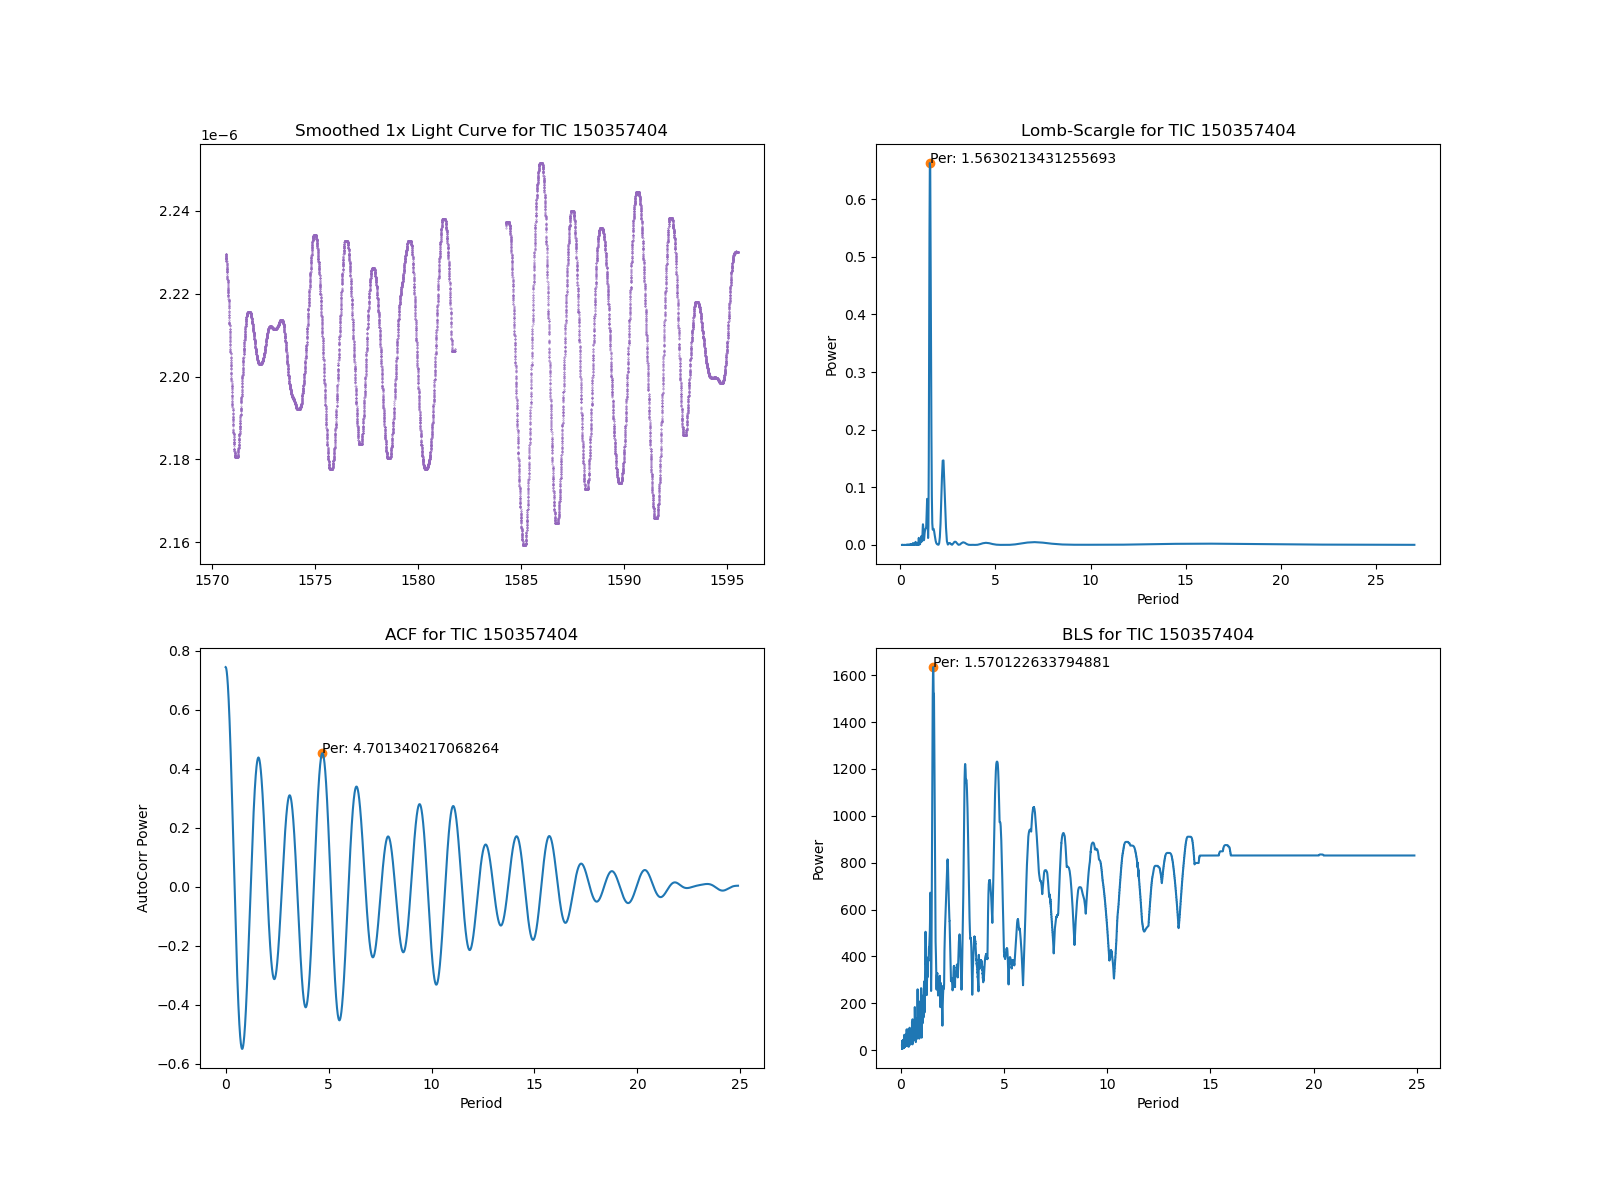 Smoothed 1x Light Curve for TIC 150357404
1e−6
2.24
2.22
2.20
2.18
2.16
1570 1575 1580 1585 1590 1595
Lomb-Scargle for TIC 150357404
Per: 1.5630213431255693
Power
0.6
0.5
0.4
0.3
0.2
0.1
0.0
0 5 10 15 20 25
Period
ACF for TIC 150357404
Per: 4.701340217068264
AutoCorr Power
0.8
0.6
0.4
0.2
0.0
−0.2
−0.4
−0.6
0 5 10 15 20 25
Period
BLS for TIC 150357404
Per: 1.570122633794881
Power
1600
1400
1200
1000
800
600
400
200
0
0 5 10 15 20 25
Period